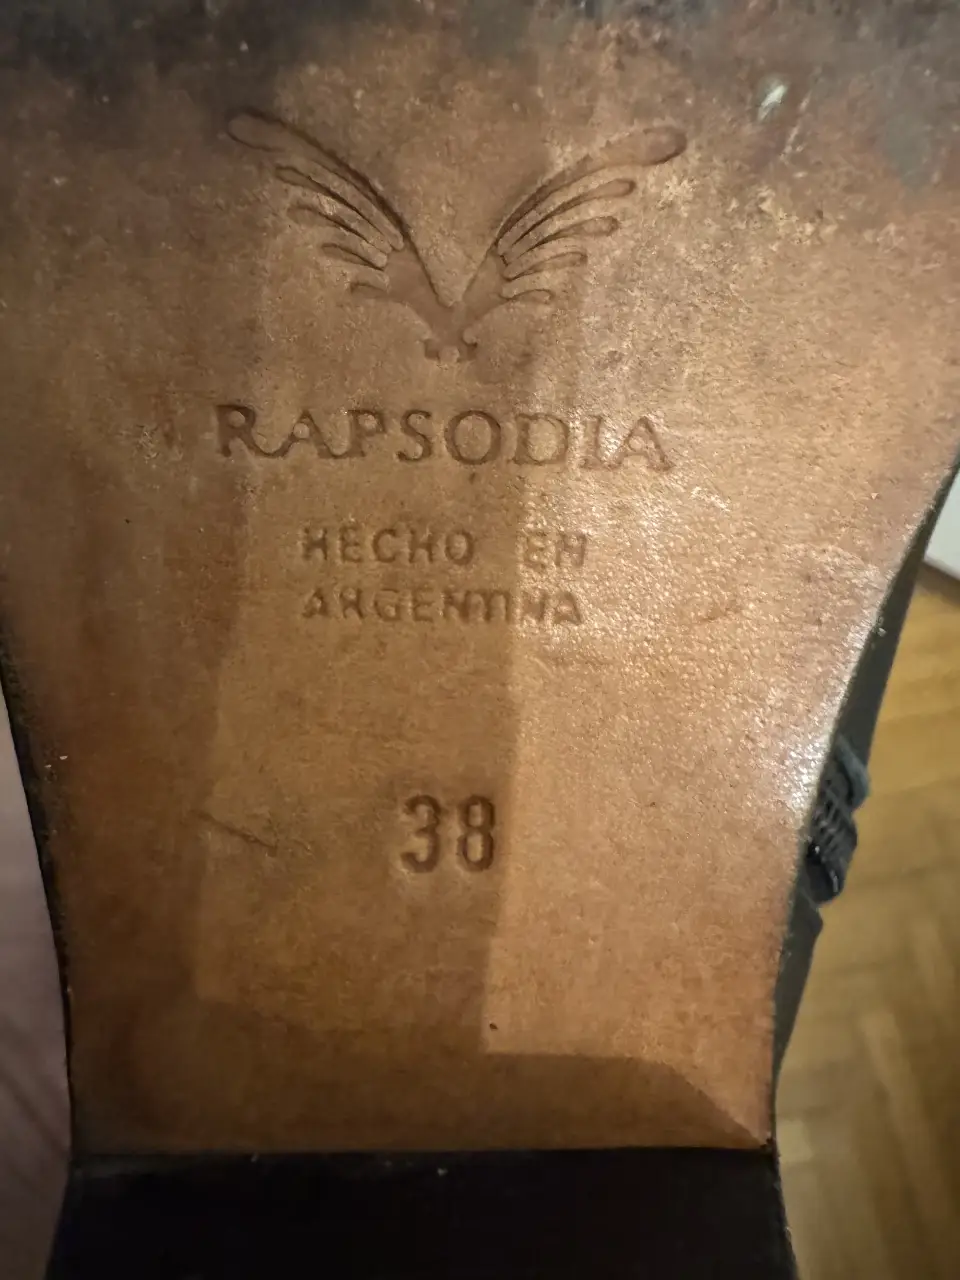 RAPSODIA
HECHO EN
ARGENTINA
38